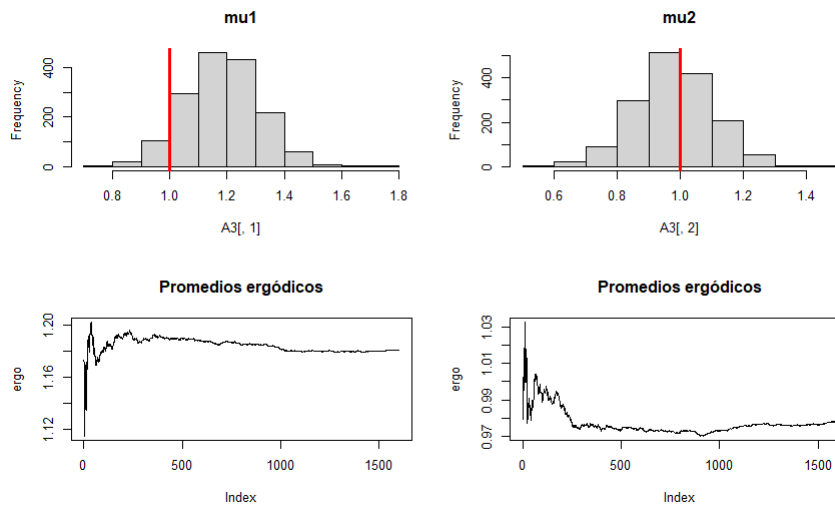 mu1
Frequency
0 200 400
0.8 1.0 1.2 1.4 1.6 1.8
A3[, 1]
mu2
Frequency
0 200 400
0.6 0.8 1.0 1.2 1.4
A3[, 2]
Promedios ergódicos
ergo
1.12 1.16 1.20
0 500 1000 1500
Index
Promedios ergódicos
ergo
0.97 0.99 1.01 1.03
0 500 1000 1500
Index